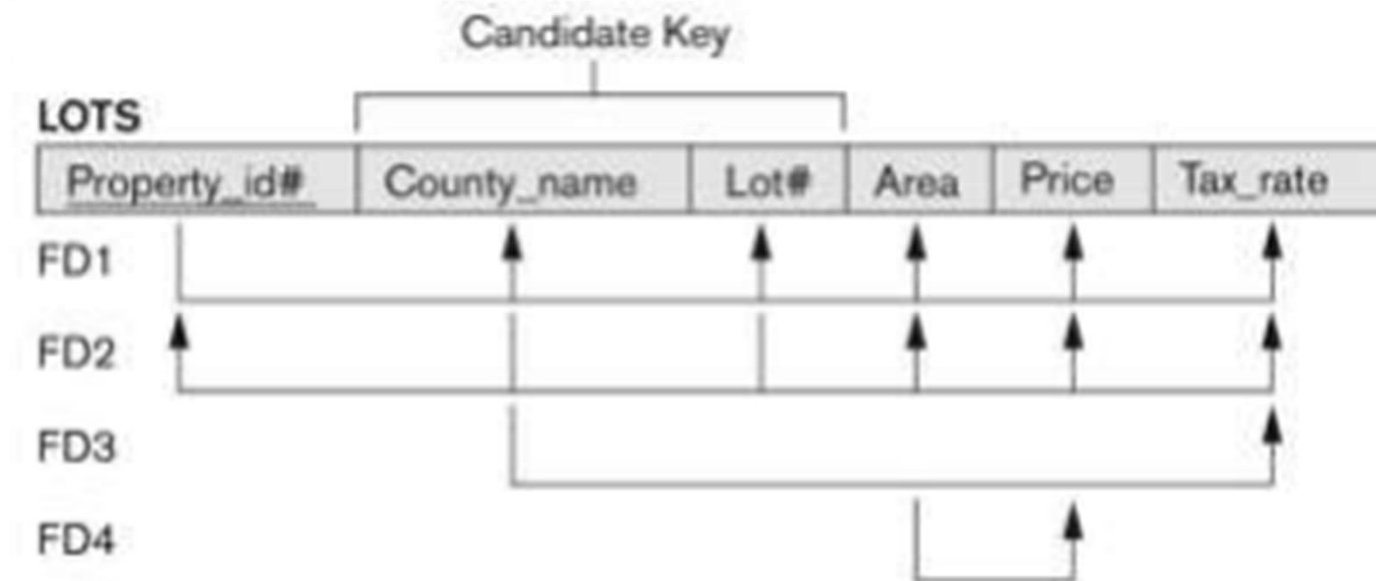 Candidate Key
LOTS
Property_id# County_name Lot# Area Price Tax_rate
FD1
FD2
FD3
FD4